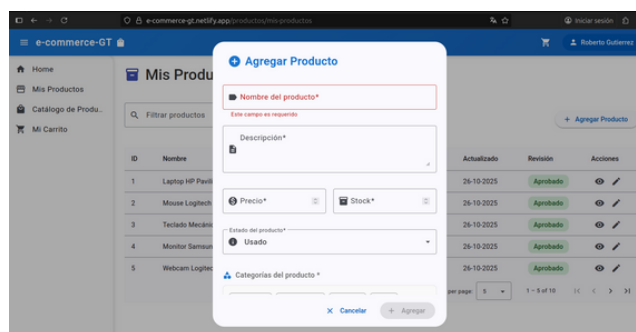 e-commerce-gt.netlify.app/productos/mis-productos
Iniciar sesión
e-commerce-GT
Roberto Gutierrez
Home
Mis Productos
Catálogo de Produ...
Mi Carrito
Mis Produ
Filtrar productos
+ Agregar Producto
Agregar Producto
Nombre del producto*
Este campo es requerido
Descripción*
Precio*
Stock*
Estado del producto*
Usado
Categorías del producto *
Cancelar
+ Agregar
ID Nombre Actualizado Revisión Acciones
1 Laptop HP Pavili 26-10-2025 Aprobado
2 Mouse Logitech 26-10-2025 Aprobado
3 Teclado Mecánic 26-10-2025 Aprobado
4 Monitor Samsun 26-10-2025 Aprobado
5 Webcam Logitec 26-10-2025 Aprobado
per page: 5 1 – 5 of 10